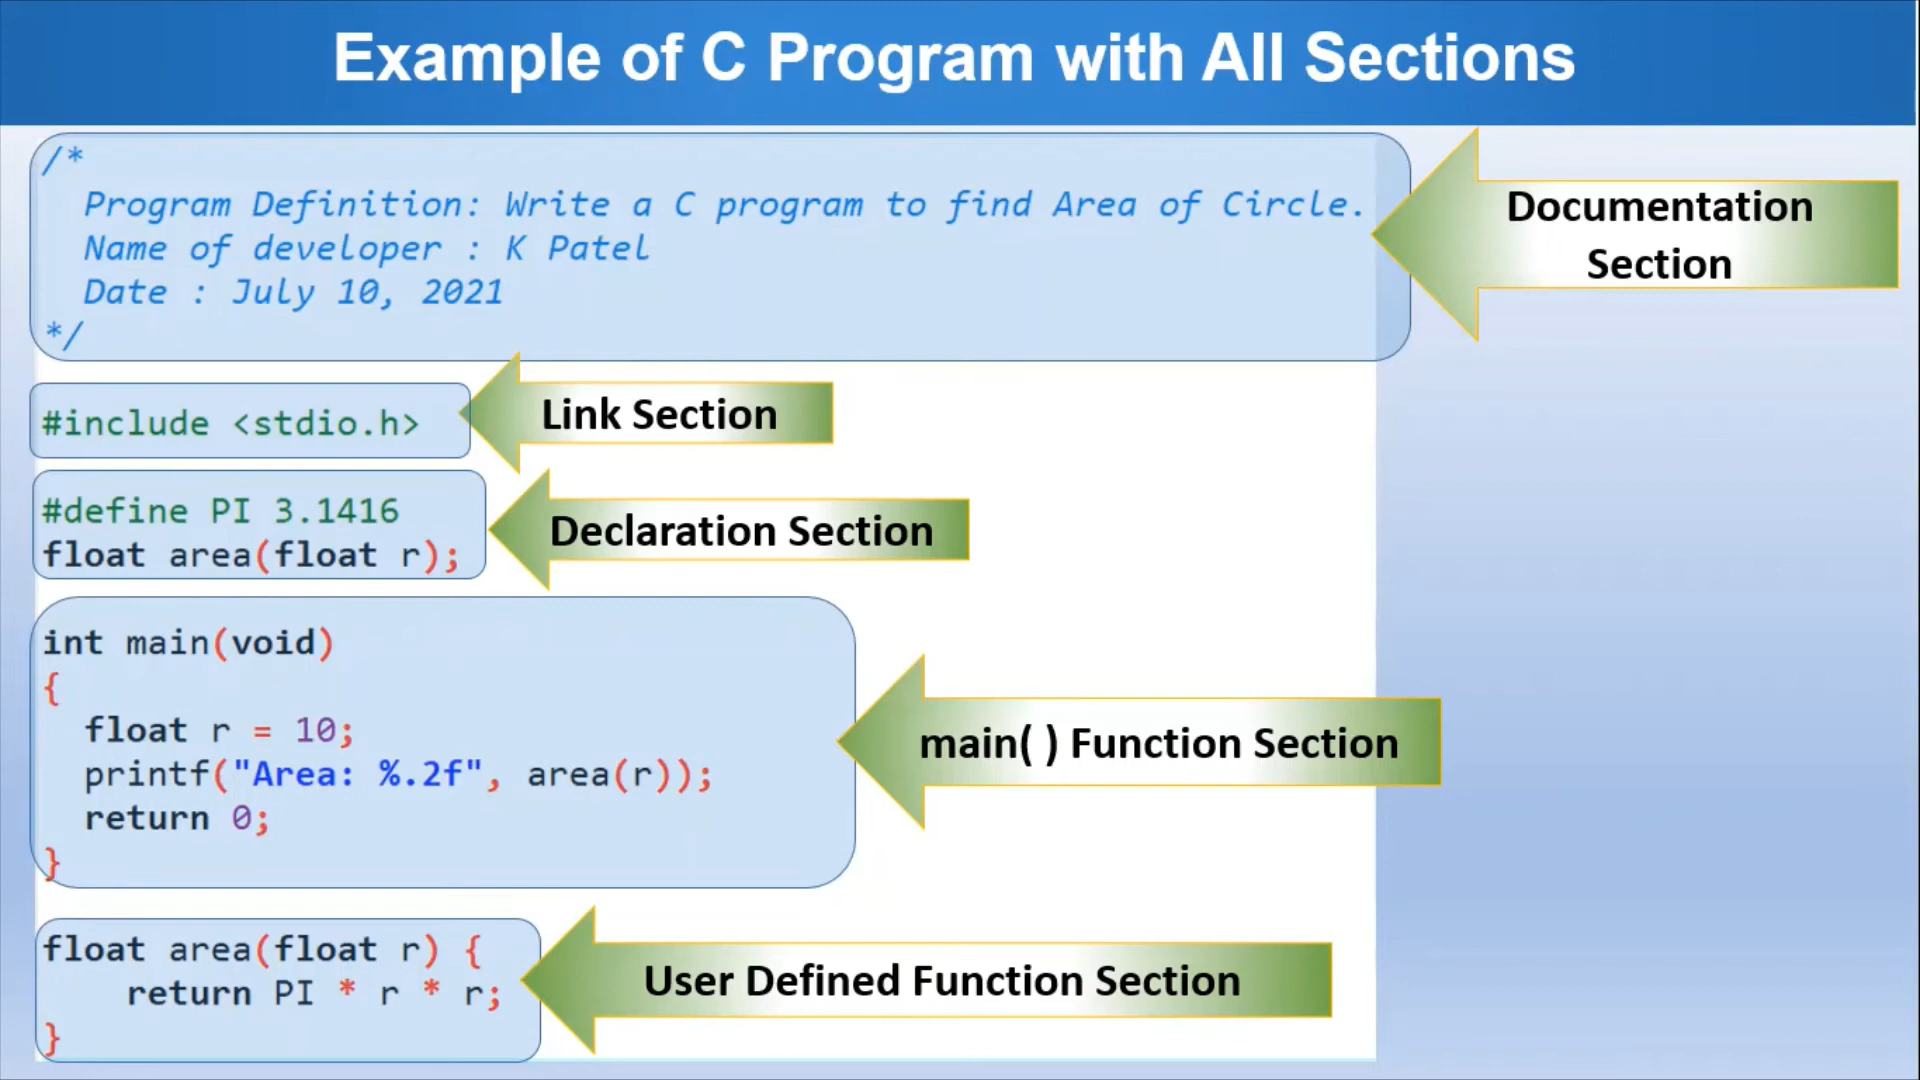 Example of C Program with All Sections
/*
Program Definition: Write a C program to find Area of Circle.
Name of developer : K Patel
Date : July 10, 2021
*/
Documentation
Section
#include <stdio.h>
Link Section
#define PI 3.1416
float area(float r);
Declaration Section
int main(void)
{
float r = 10;
printf("Area: %.2f", area(r));
return 0;
}
main( ) Function Section
float area(float r) {
return PI * r * r;
}
User Defined Function Section